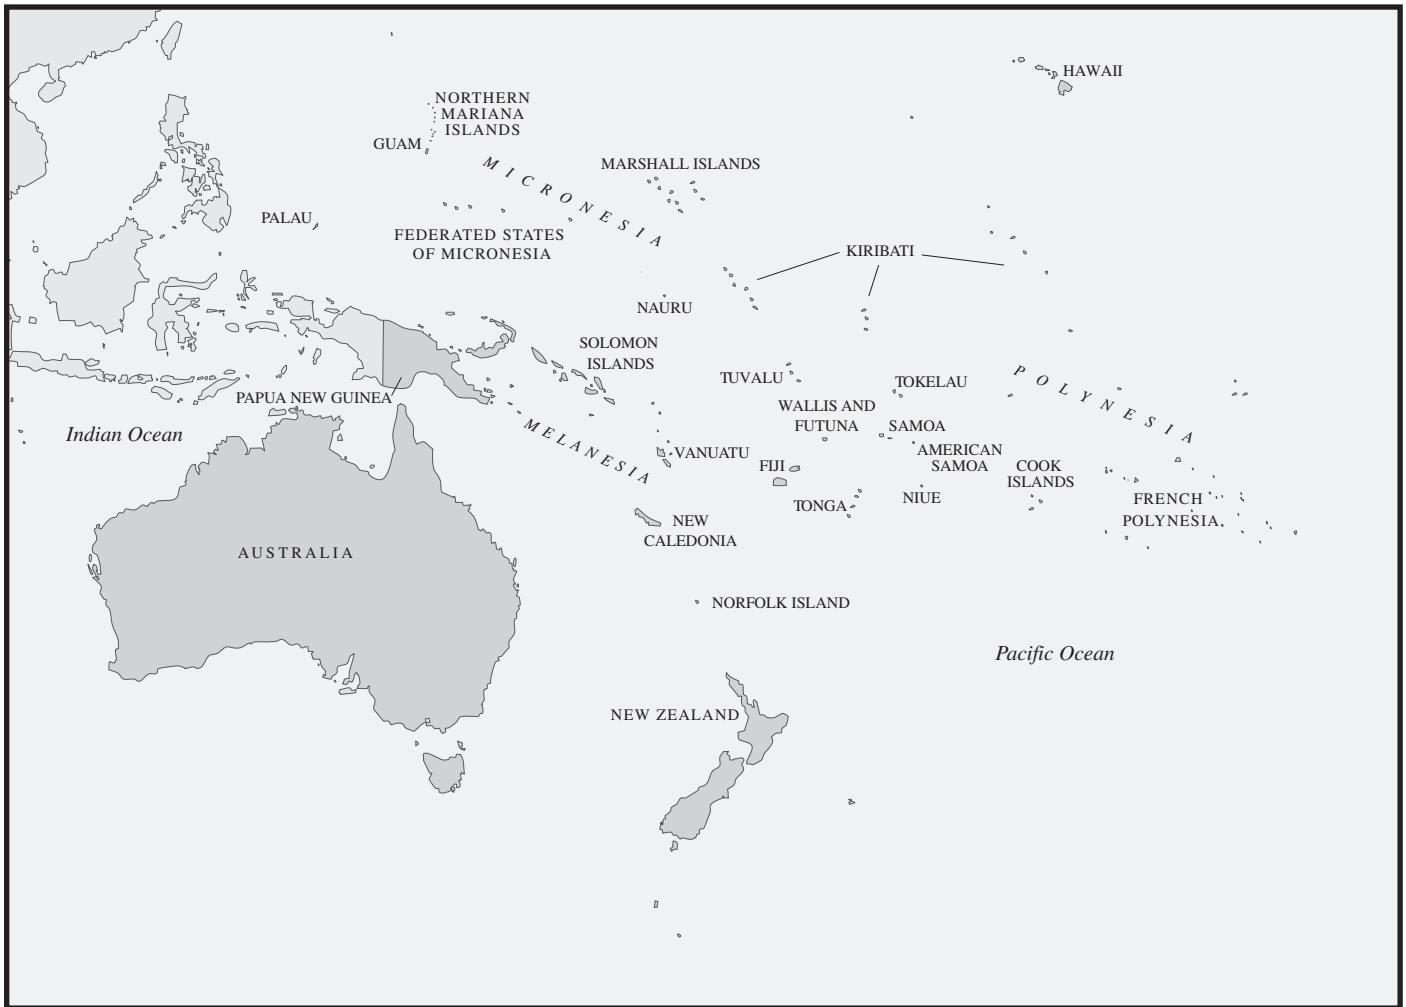 HAWAII
NORTHERN
MARIANA
ISLANDS
GUAM
MICRONESIA
MARSHALL ISLANDS
PALAU
FEDERATED STATES
OF MICRONESIA
KIRIBATI
NAURU
SOLOMON
ISLANDS
TUVALU
TOKELAU
POLYNESIA
PAPUA NEW GUINEA
WALLIS AND
FUTUNA
SAMOA
Indian Ocean
MELANESIA
VANUATU
AMERICAN
SAMOA
FIJI
COOK
ISLANDS
TONGA
NIUE
FRENCH
POLYNESIA
NEW
CALEDONIA
AUSTRALIA
NORFOLK ISLAND
Pacific Ocean
NEW ZEALAND